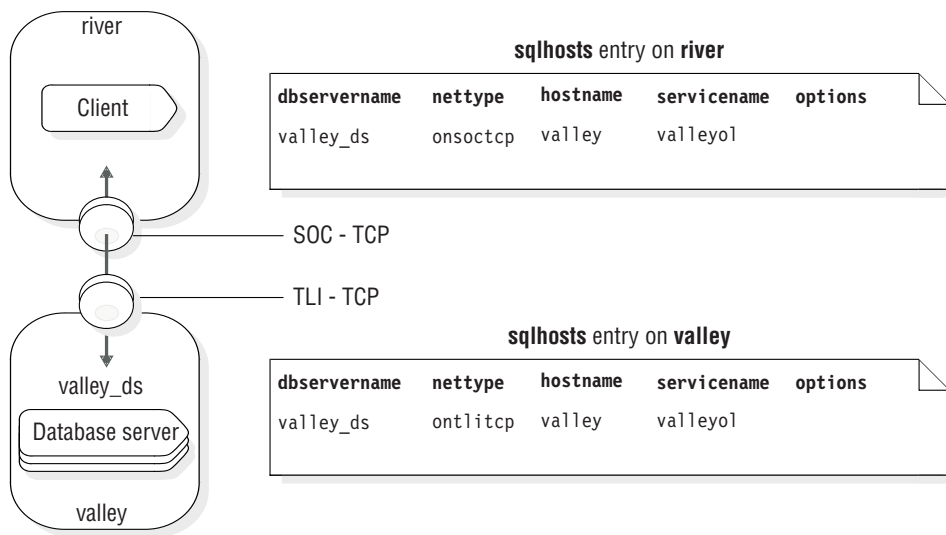 river
Client
sqlhosts entry on river
dbservername nettype hostname servicename options
valley_ds onsoctcp valley valleyol
SOC - TCP
TLI - TCP
sqlhosts entry on valley
valley_ds
Database server
valley
dbservername nettype hostname servicename options
valley_ds ontlitcp valley valleyol